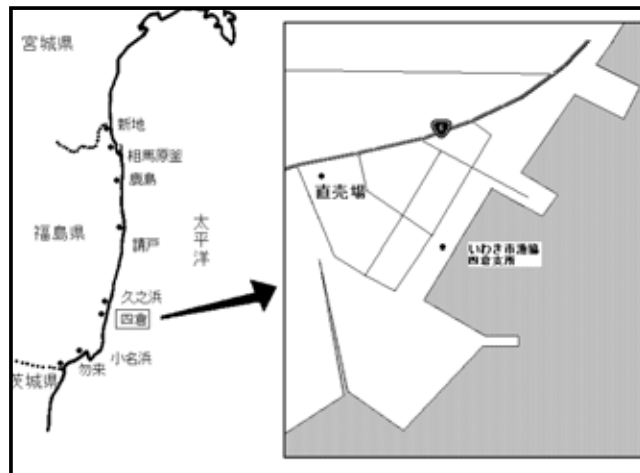 宮城県
新地
相馬原釜
鹿島
福島県
請戸
太平洋
久之浜
四倉
小名浜
勿来
茨城県
直売場
いわき市漁協
四倉支所